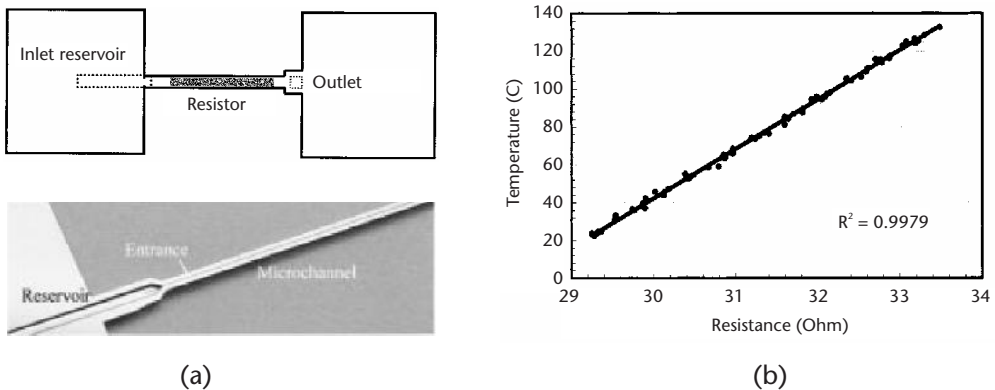 Inlet reservoir
Outlet
Resistor
Entrance
Microchannel
Reservoir
(a)
140
120
100
80
60
40
20
0
Temperature (C)
R² = 0.9979
29 30 31 32 33 34
Resistance (Ohm)
(b)